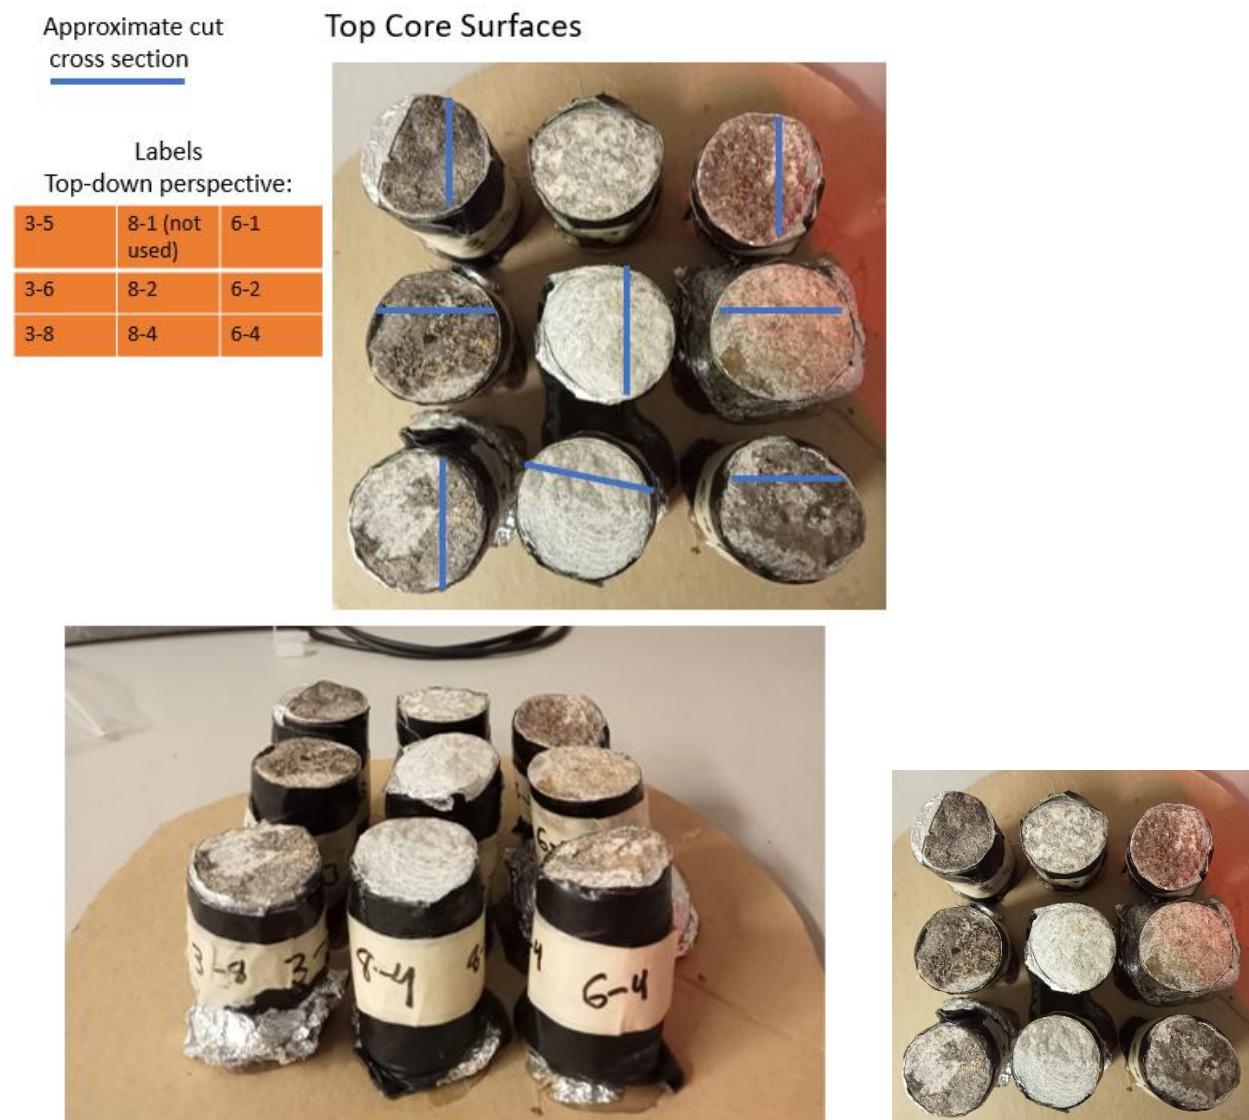 Approximate cut
cross section
Top Core Surfaces
Labels
Top-down perspective:
3-5
8-1 (not
used)
6-1
3-6
8-2
6-2
3-8
8-4
6-4
3-8
8-4
6-4